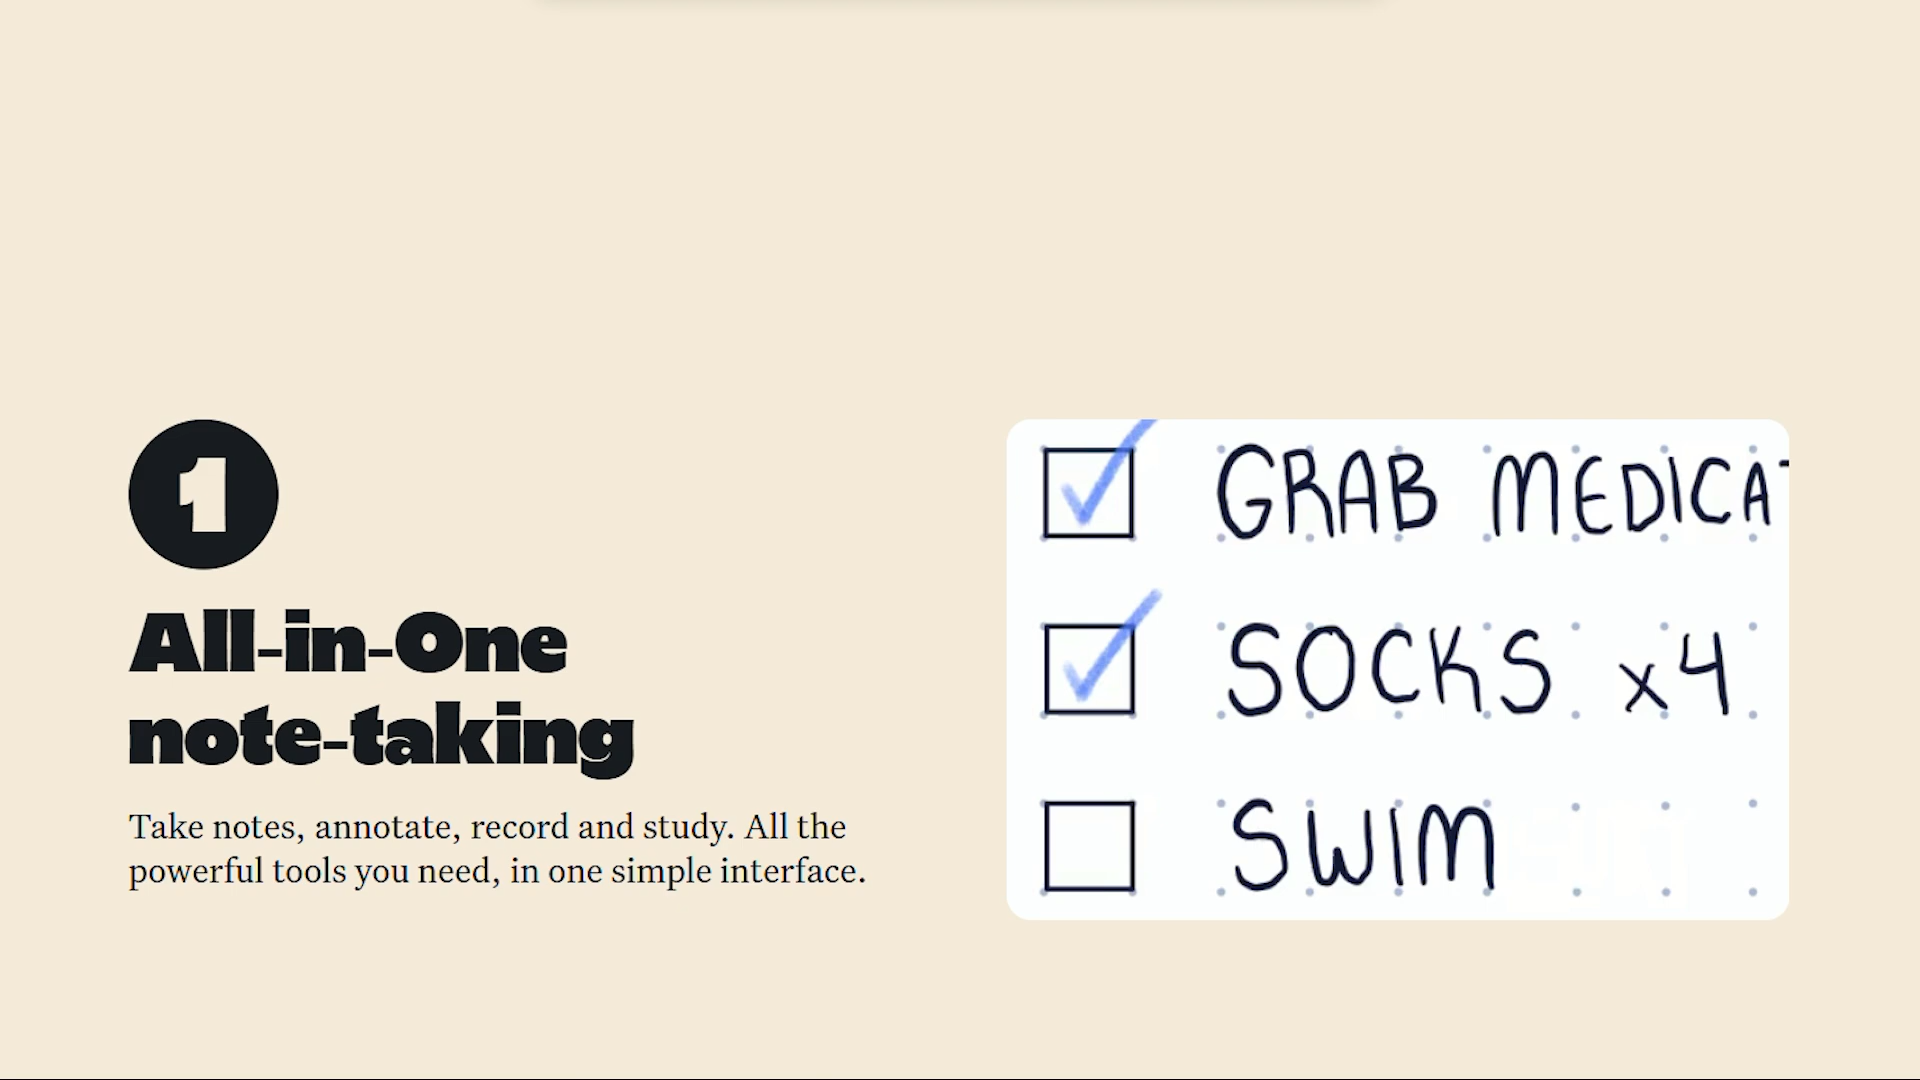 1
All-in-One
note-taking
Take notes, annotate, record and study. All the
powerful tools you need, in one simple interface.
GRAB MEDICA
SOCKS x4
SWIM